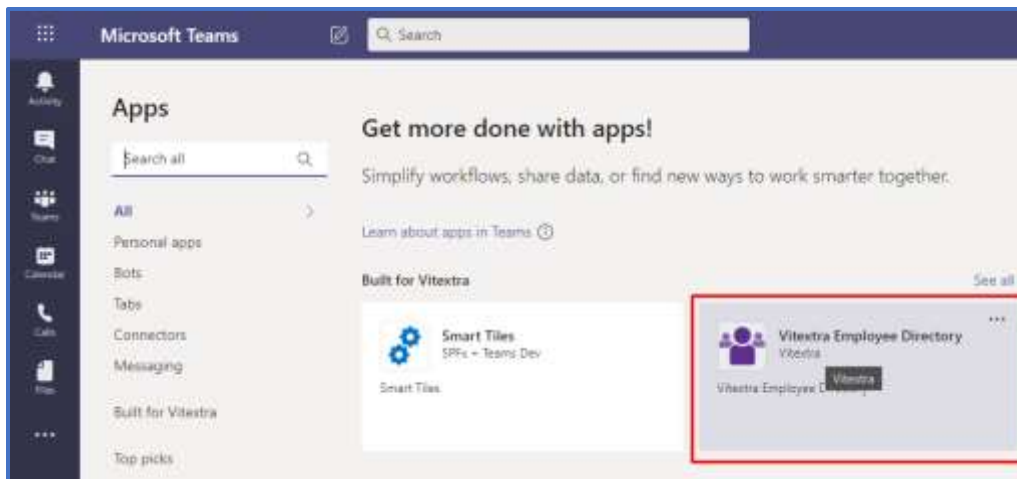 Microsoft Teams
Search
Activity
Chat
Teams
Calendar
Calls
Files
Apps
Search all
All
Personal apps
Bots
Tabs
Connectors
Messaging
Built for Vitextra
Top picks
Get more done with apps!
Simplify workflows, share data, or find new ways to work smarter together.
Learn about apps in Teams
Built for Vitextra
See all
Smart Tiles
SPFx + Teams Dev
Smart Tiles
Vitextra Employee Directory
Vitextra
Vitextra Employee
Vitextra